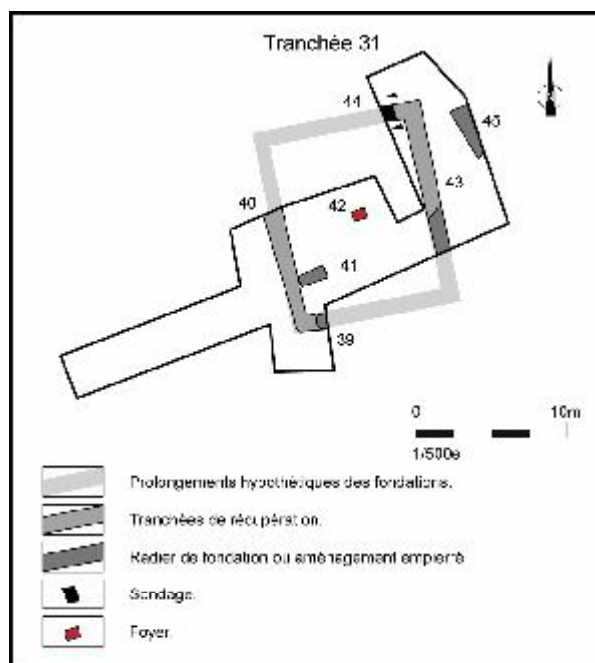 Tranchée 31
44
45
40
42
43
41
39
0 10m
1/500e
Prolongements hypothétiques des fondations.
Tranchées de récupération.
Radier de fondation ou aménagement empierré
Sondage.
Foyer.